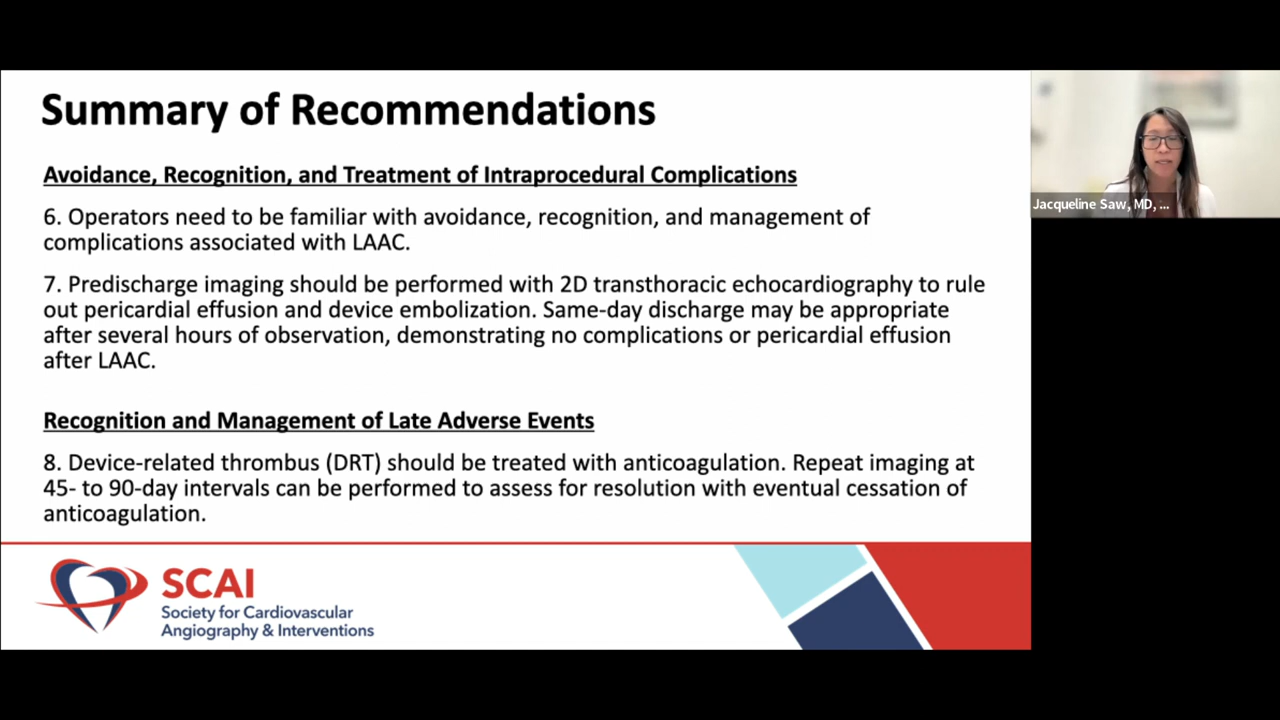 Summary of Recommendations
Avoidance, Recognition, and Treatment of Intraprocedural Complications
6. Operators need to be familiar with avoidance, recognition, and management of
complications associated with LAAC.
7. Predischarge imaging should be performed with 2D transthoracic echocardiography to rule
out pericardial effusion and device embolization. Same-day discharge may be appropriate
after several hours of observation, demonstrating no complications or pericardial effusion
after LAAC.
Recognition and Management of Late Adverse Events
8. Device-related thrombus (DRT) should be treated with anticoagulation. Repeat imaging at
45- to 90-day intervals can be performed to assess for resolution with eventual cessation of
anticoagulation.
SCAI
Society for Cardiovascular
Angiography & Interventions
Jacqueline Saw, MD, ...